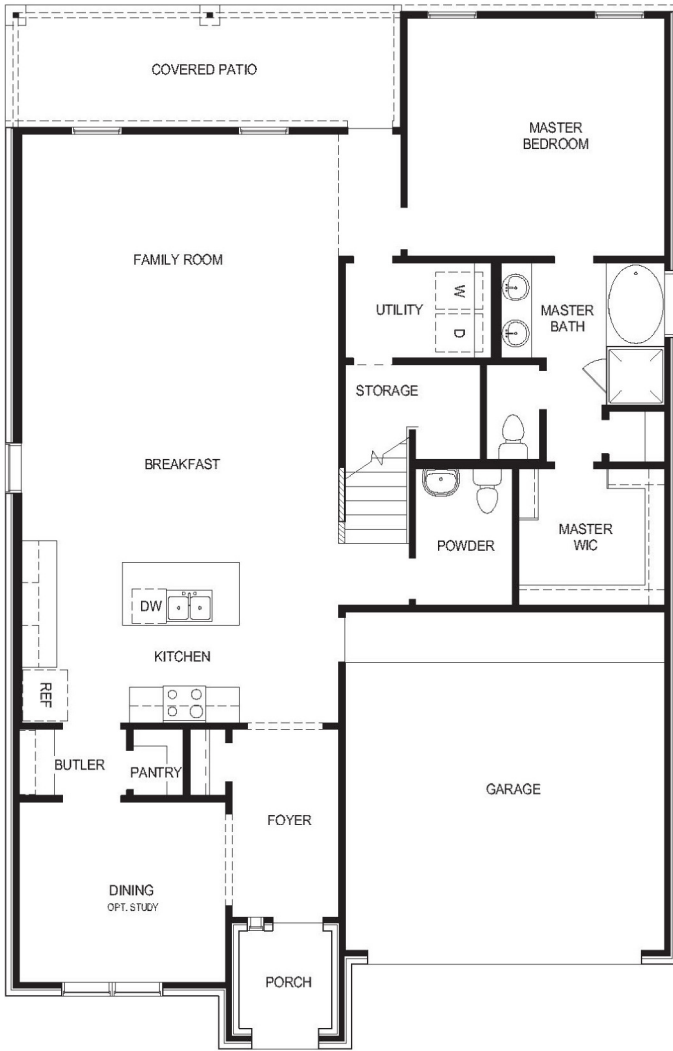 COVERED PATIO
MASTER
BEDROOM
FAMILY ROOM
UTILITY
W
D
MASTER
BATH
STORAGE
BREAKFAST
POWDER
MASTER
WIC
DW
KITCHEN
REF
BUTLER
PANTRY
GARAGE
FOYER
DINING
OPT. STUDY
PORCH